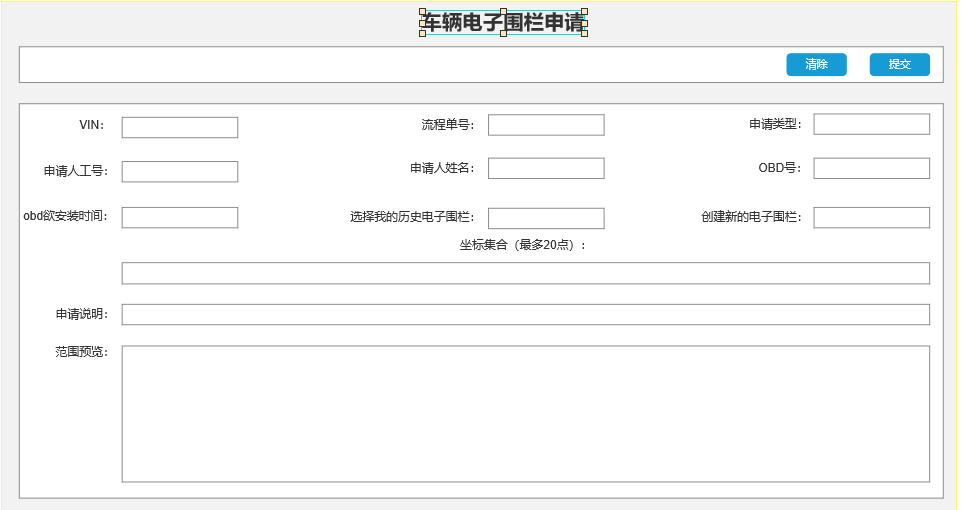 车辆电子围栏申请
清除 提交
VIN: 流程单号: 申请类型:
申请人工号: 申请人姓名: OBD号:
obd欲安装时间: 选择我的历史电子围栏: 创建新的电子围栏:
坐标集合（最多20点）:
申请说明:
范围预览: